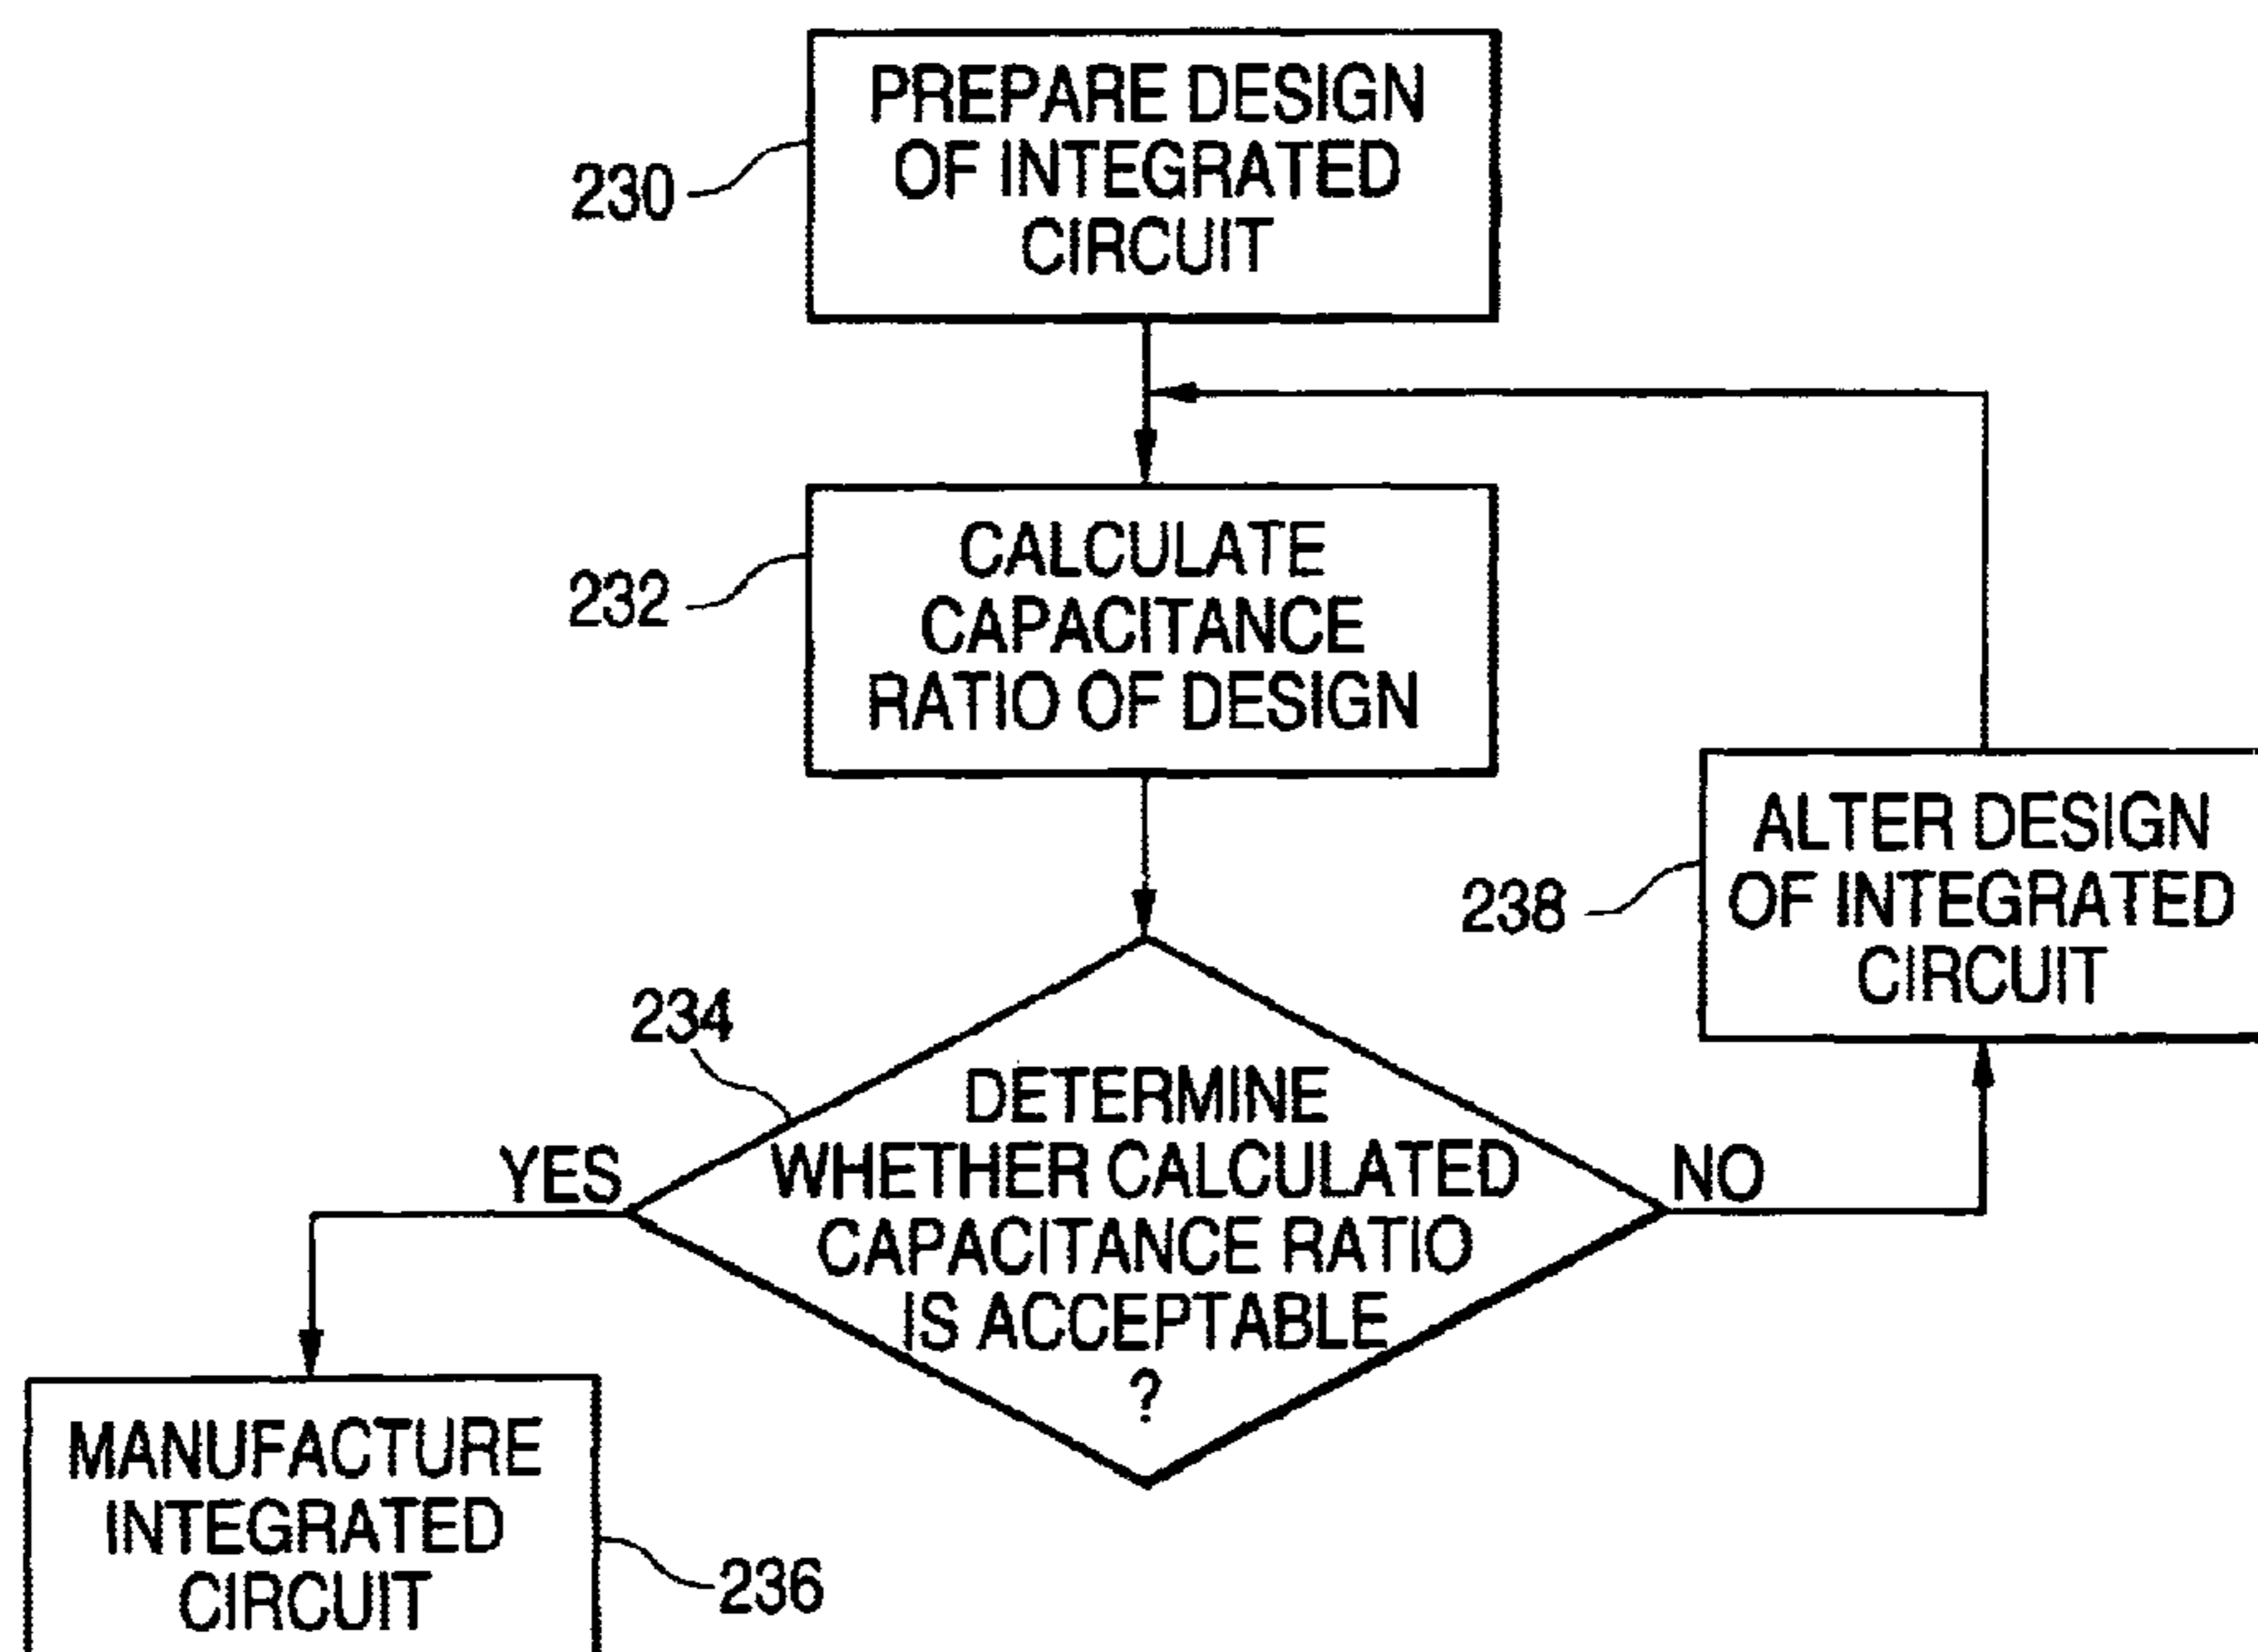 PREPARE DESIGN
OF INTEGRATED
CIRCUIT
230
CALCULATE
CAPACITANCE
RATIO OF DESIGN
232
ALTER DESIGN
OF INTEGRATED
CIRCUIT
238
234
DETERMINE
WHETHER CALCULATED
CAPACITANCE RATIO
IS ACCEPTABLE
?
YES
NO
MANUFACTURE
INTEGRATED
CIRCUIT
236